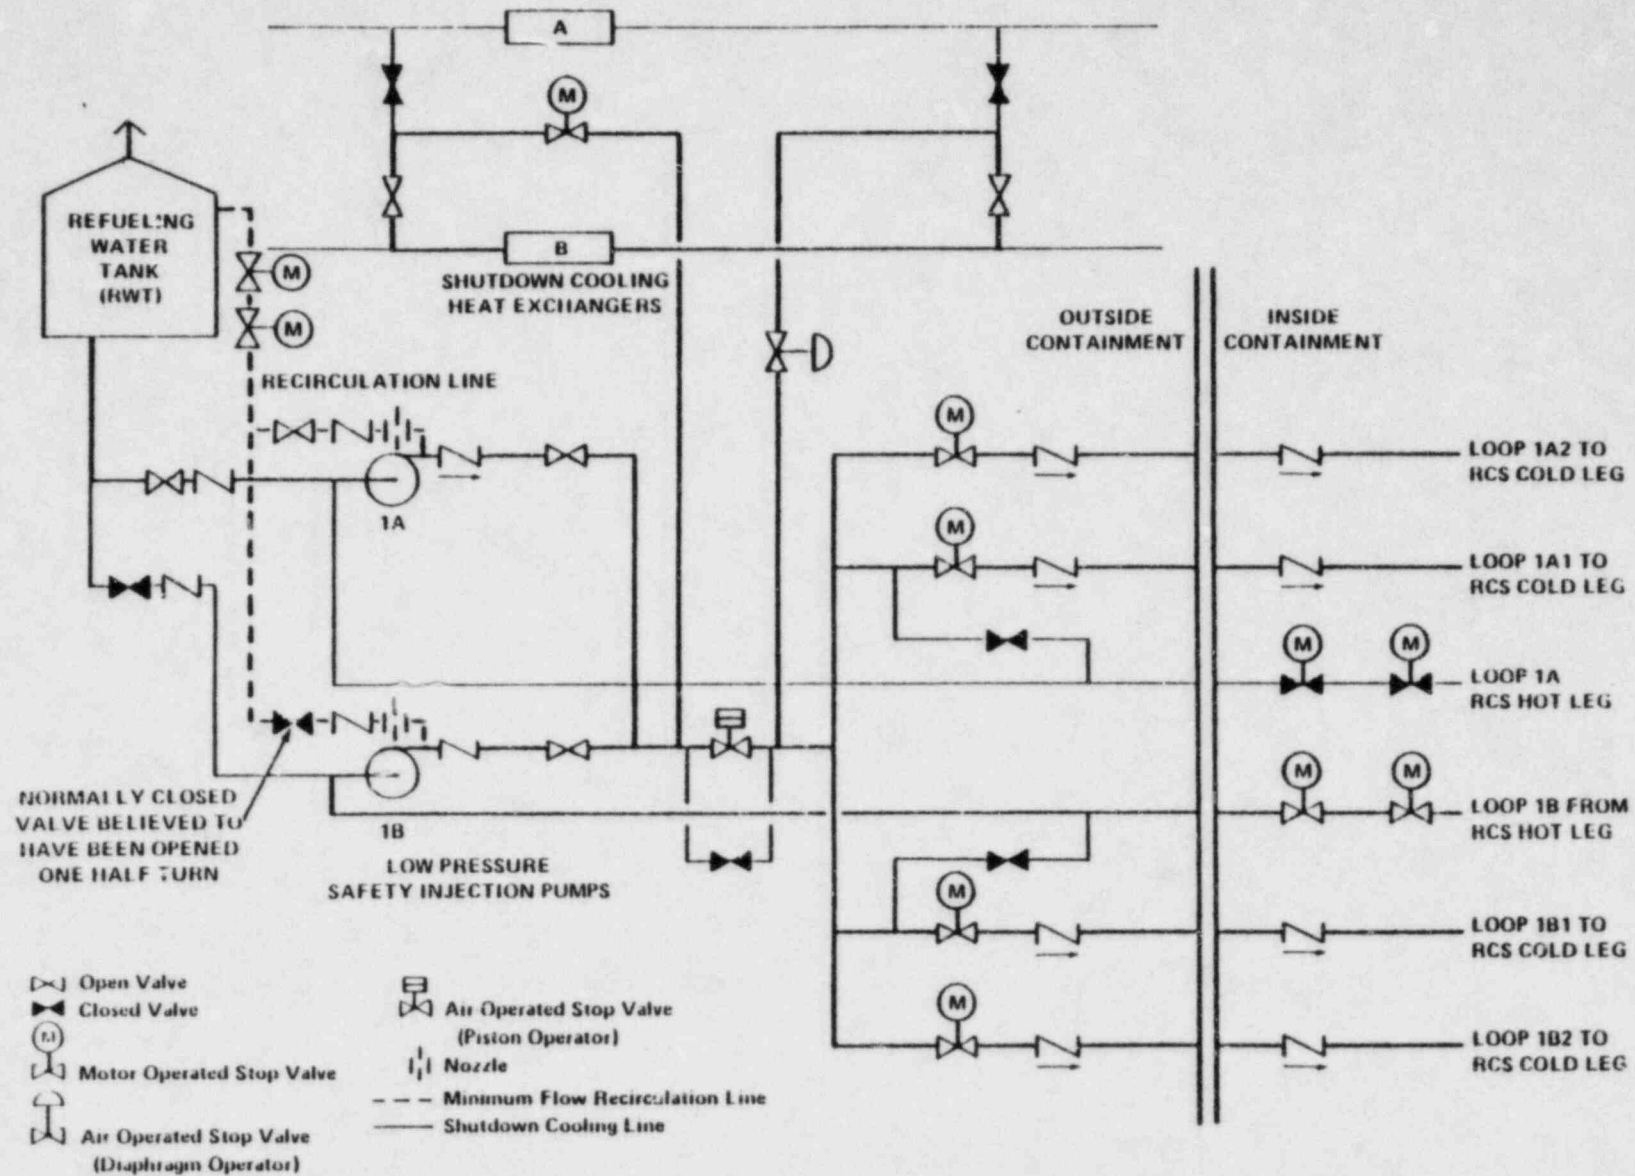 A
M
REFUELING
WATER
TANK
(RWT)
M
M
B
SHUTDOWN COOLING
HEAT EXCHANGERS
OUTSIDE
CONTAINMENT
INSIDE
CONTAINMENT
RECIRCULATION LINE
M
LOOP 1A2 TO
RCS COLD LEG
1A
M
LOOP 1A1 TO
RCS COLD LEG
M
M
LOOP 1A
RCS HOT LEG
M
M
LOOP 1B FROM
RCS HOT LEG
NORMALLY CLOSED
VALVE BELIEVED TO
HAVE BEEN OPENED
ONE HALF TURN
1B
LOW PRESSURE
SAFETY INJECTION PUMPS
M
LOOP 1B1 TO
RCS COLD LEG
M
LOOP 1B2 TO
RCS COLD LEG
Open Valve
Closed Valve
M
Motor Operated Stop Valve
Air Operated Stop Valve
(Diaphragm Operator)
Air Operated Stop Valve
(Piston Operator)
Nozzle
Minimum Flow Recirculation Line
Shutdown Cooling Line